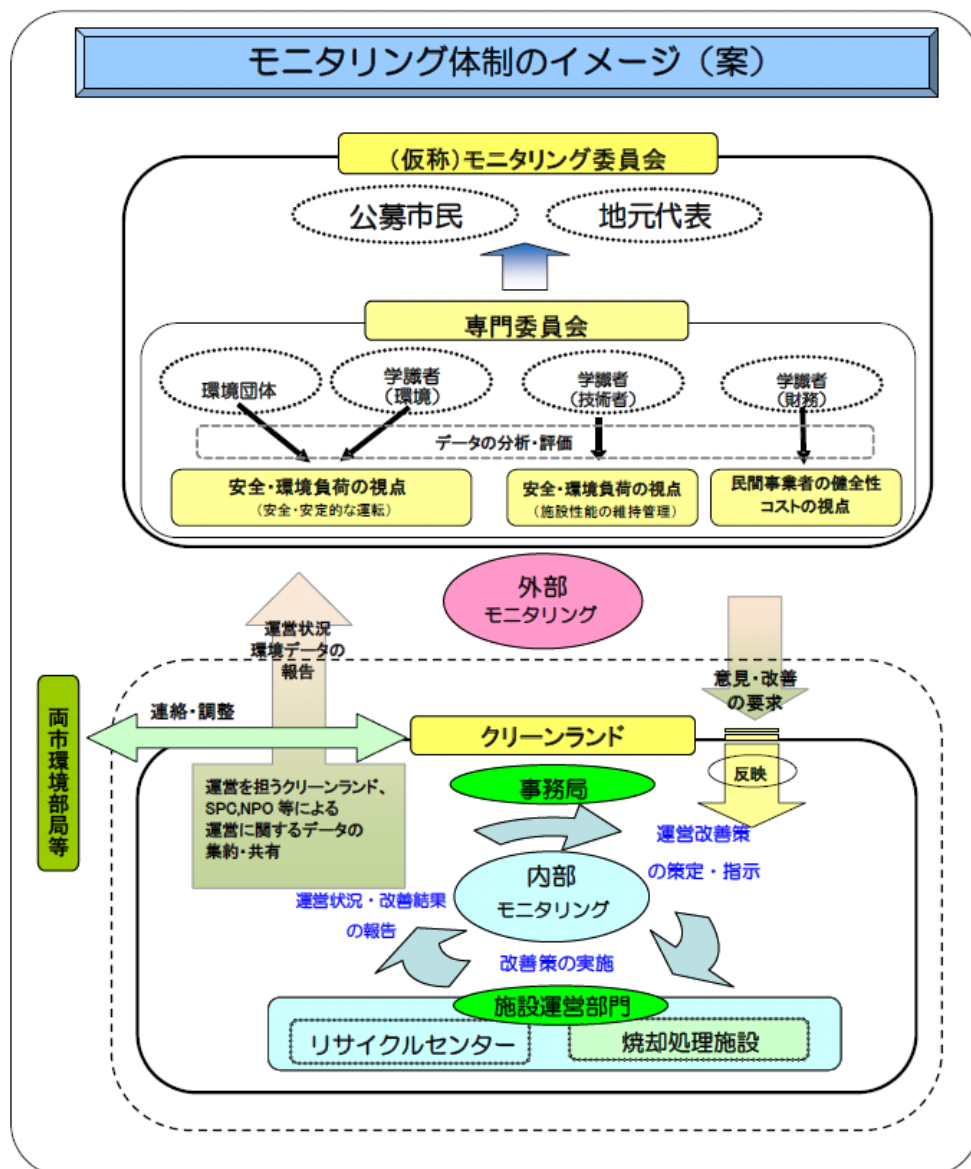 モニタリング体制のイメージ（案）
（仮称）モニタリング委員会
公募市民
地元代表
専門委員会
環境団体
学識者
（環境）
学識者
（技術者）
学識者
（財務）
データの分析・評価
安全・環境負荷の視点
（安全・安定的な運転）
安全・環境負荷の視点
（施設性能の維持管理）
民間事業者の健全性
コストの視点
外部
モニタリング
運営状況
環境データの
報告
意見・改善
の要求
両市環境部局等
連絡・調整
クリーンランド
反映
事務局
運営を担うクリーンランド、
SPC,NPO 等による
運営に関するデータの
集約・共有
運営改善策
の策定・指示
内部
モニタリング
運営状況・改善結果
の報告
改善策の実施
施設運営部門
リサイクルセンター
焼却処理施設